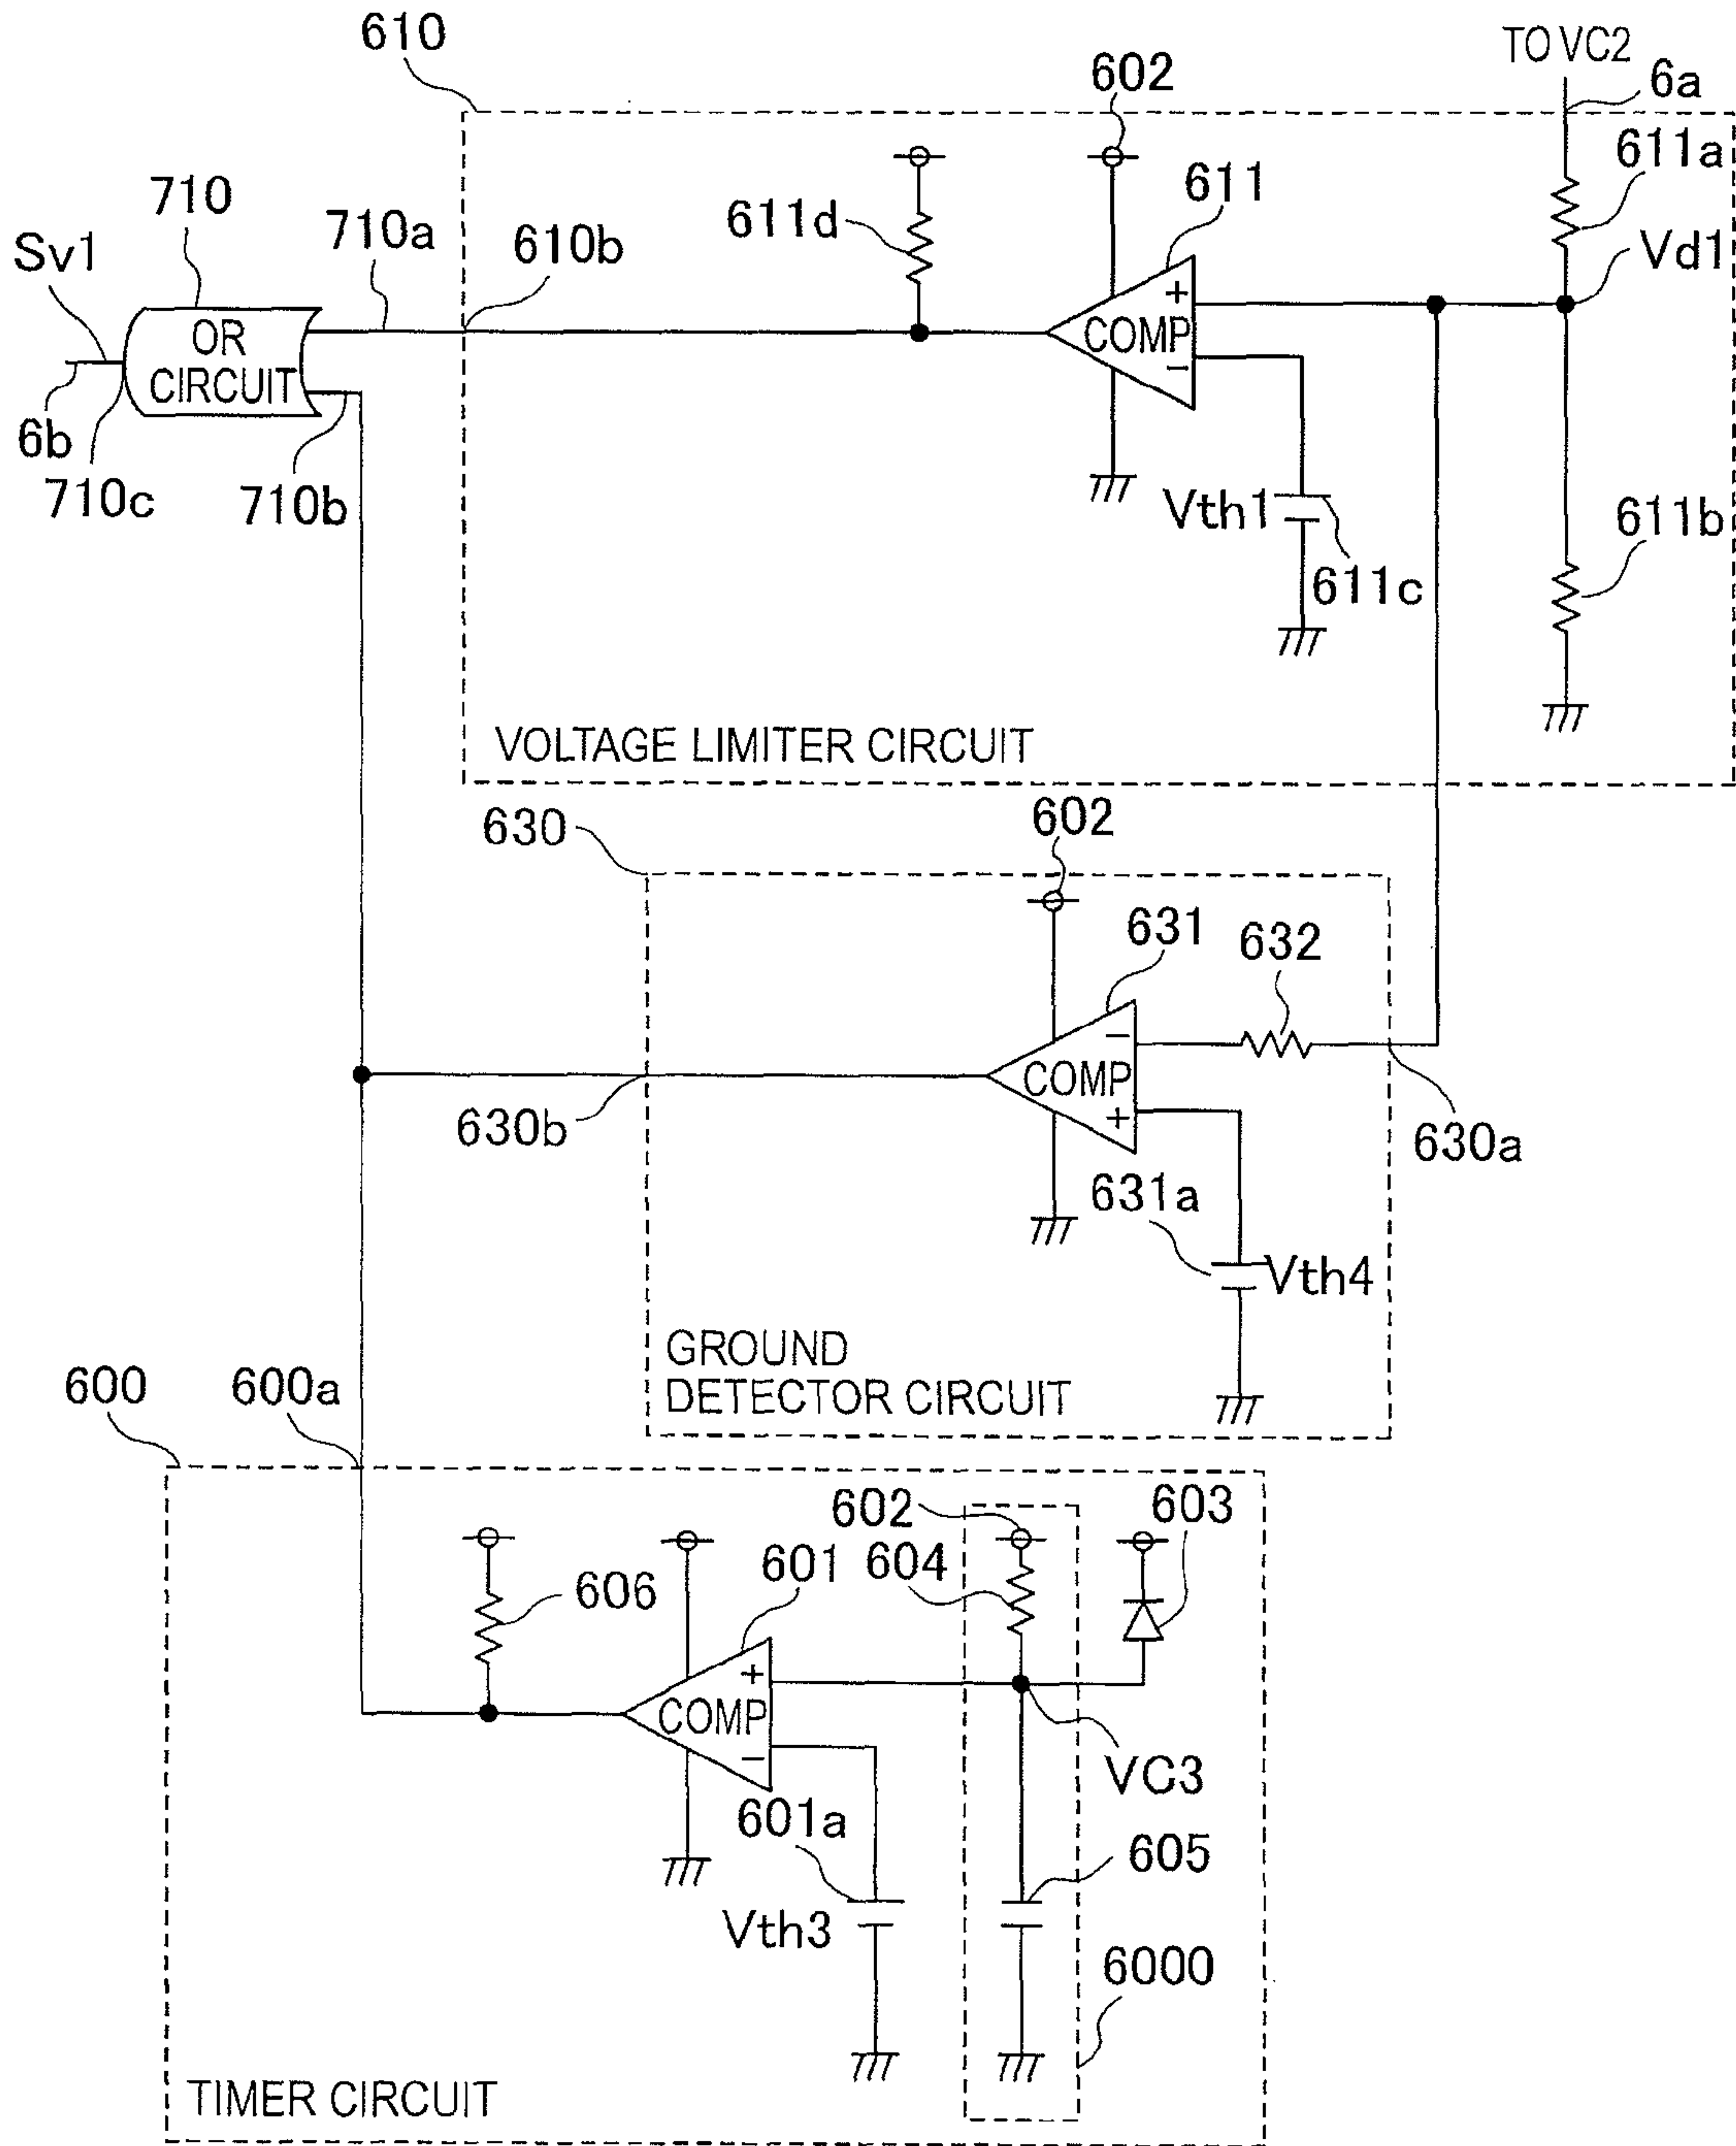 610
TO VC2
602
6a
611a
611
710
611d
710a
610b
Sv1
Vd1
+
OR
CIRCUIT
COMP
−
6b
710c
710b
Vth1
611b
611c
VOLTAGE LIMITER CIRCUIT
630
602
631
632
−
COMP
+
630b
630a
631a
Vth4
GROUND
DETECTOR CIRCUIT
600
600a
602
603
601
604
606
+
COMP
−
VC3
601a
605
Vth3
6000
TIMER CIRCUIT